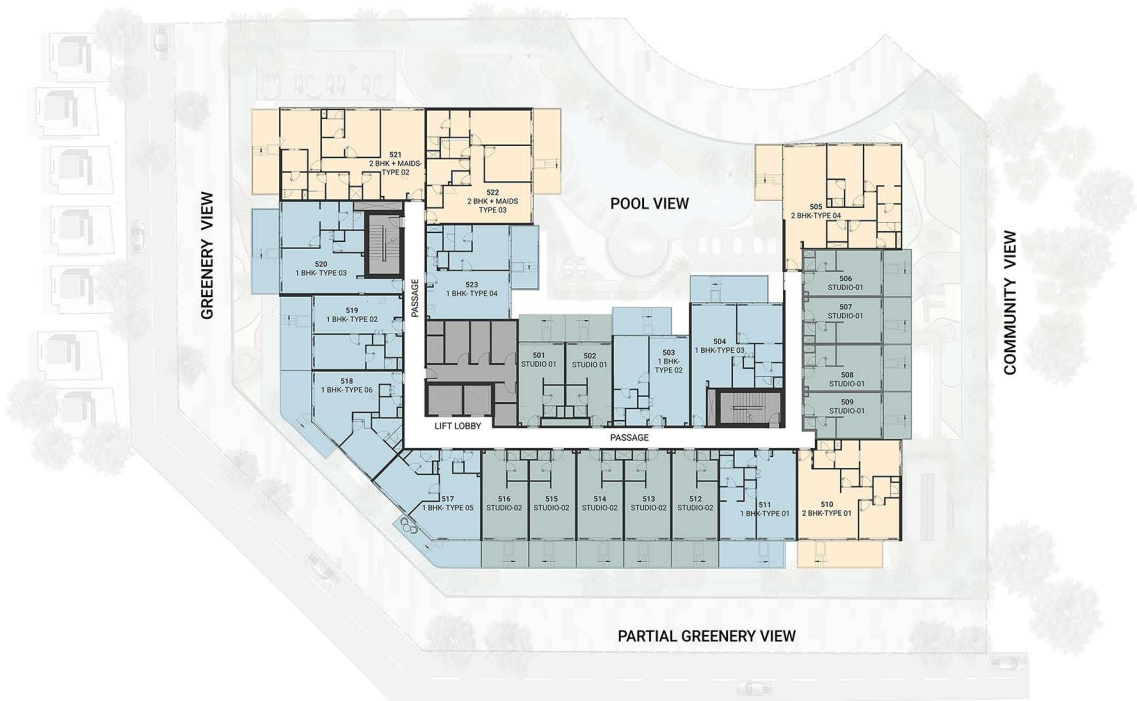 521
2 BHK + MAIDS-
TYPE 02
522
2 BHK + MAIDS
TYPE 03
POOL VIEW
505
2 BHK-TYPE 04
GREENERY VIEW
520
1 BHK- TYPE 03
523
1 BHK- TYPE 04
PASSAGE
506
STUDIO-01
507
STUDIO-01
508
STUDIO-01
509
STUDIO-01
COMMUNITY VIEW
519
1 BHK- TYPE 02
518
1 BHK- TYPE 06
501
STUDIO 01
502
STUDIO 01
503
1 BHK-
TYPE 02
504
1 BHK- TYPE 03
LIFT LOBBY
PASSAGE
517
1 BHK- TYPE 05
516
STUDIO-02
515
STUDIO-02
514
STUDIO-02
513
STUDIO-02
512
STUDIO-02
511
1 BHK-TYPE 01
510
2 BHK-TYPE 01
PARTIAL GREENERY VIEW